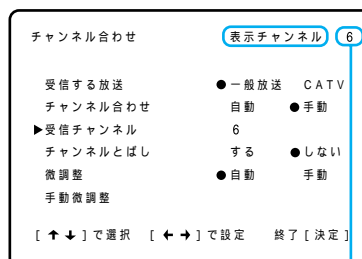 チャンネル合わせ 表示チャンネル 6
受信する放送 ●一般放送 CATV
チャンネル合わせ 自動 ●手動
▶受信チャンネル 6
チャンネルとばし する ●しない
微調整 ●自動 手動
手動微調整
[ ↑ ↓ ] で選択 [ ← → ] で設定 終了 [ 決定 ]